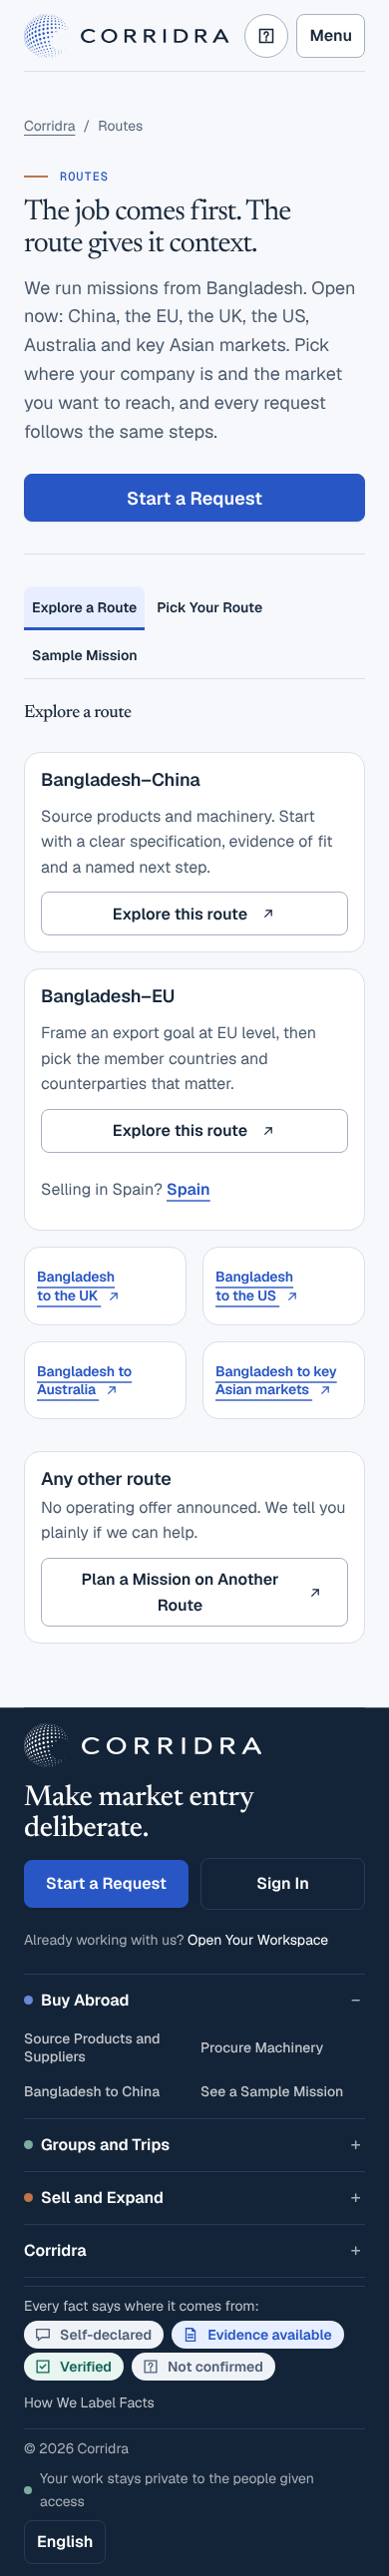 CORRIDRA
Menu
Corridra / Routes
ROUTES
The job comes first. The
route gives it context.
We run missions from Bangladesh. Open
now: China, the EU, the UK, the US,
Australia and key Asian markets. Pick
where your company is and the market
you want to reach, and every request
follows the same steps.
Start a Request
Explore a Route Pick Your Route
Sample Mission
Explore a route
Bangladesh–China
Source products and machinery. Start
with a clear specification, evidence of fit
and a named next step.
Explore this route ↗
Bangladesh–EU
Frame an export goal at EU level, then
pick the member countries and
counterparties that matter.
Explore this route ↗
Selling in Spain? Spain
Bangladesh
to the UK ↗
Bangladesh
to the US ↗
Bangladesh to
Australia ↗
Bangladesh to key
Asian markets ↗
Any other route
No operating offer announced. We tell you
plainly if we can help.
Plan a Mission on Another
Route ↗
CORRIDRA
Make market entry
deliberate.
Start a Request Sign In
Already working with us? Open Your Workspace
Buy Abroad −
Source Products and
Suppliers
Procure Machinery
Bangladesh to China See a Sample Mission
Groups and Trips +
Sell and Expand +
Corridra +
Every fact says where it comes from:
Self-declared Evidence available
Verified Not confirmed
How We Label Facts
© 2026 Corridra
Your work stays private to the people given
access
English